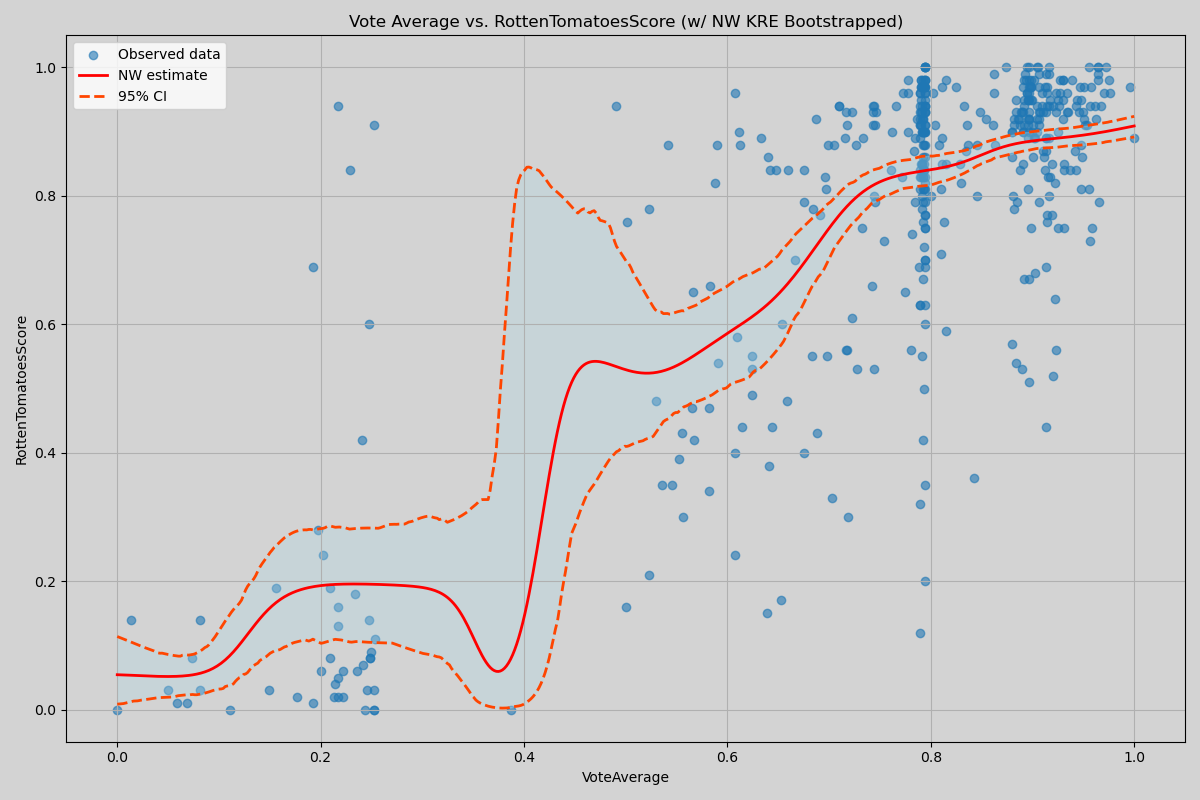 Vote Average vs. RottenTomatoesScore (w/ NW KRE Bootstrapped)
Observed data
NW estimate
95% CI
RottenTomatoesScore
1.0
0.8
0.6
0.4
0.2
0.0
0.0 0.2 0.4 0.6 0.8 1.0
VoteAverage